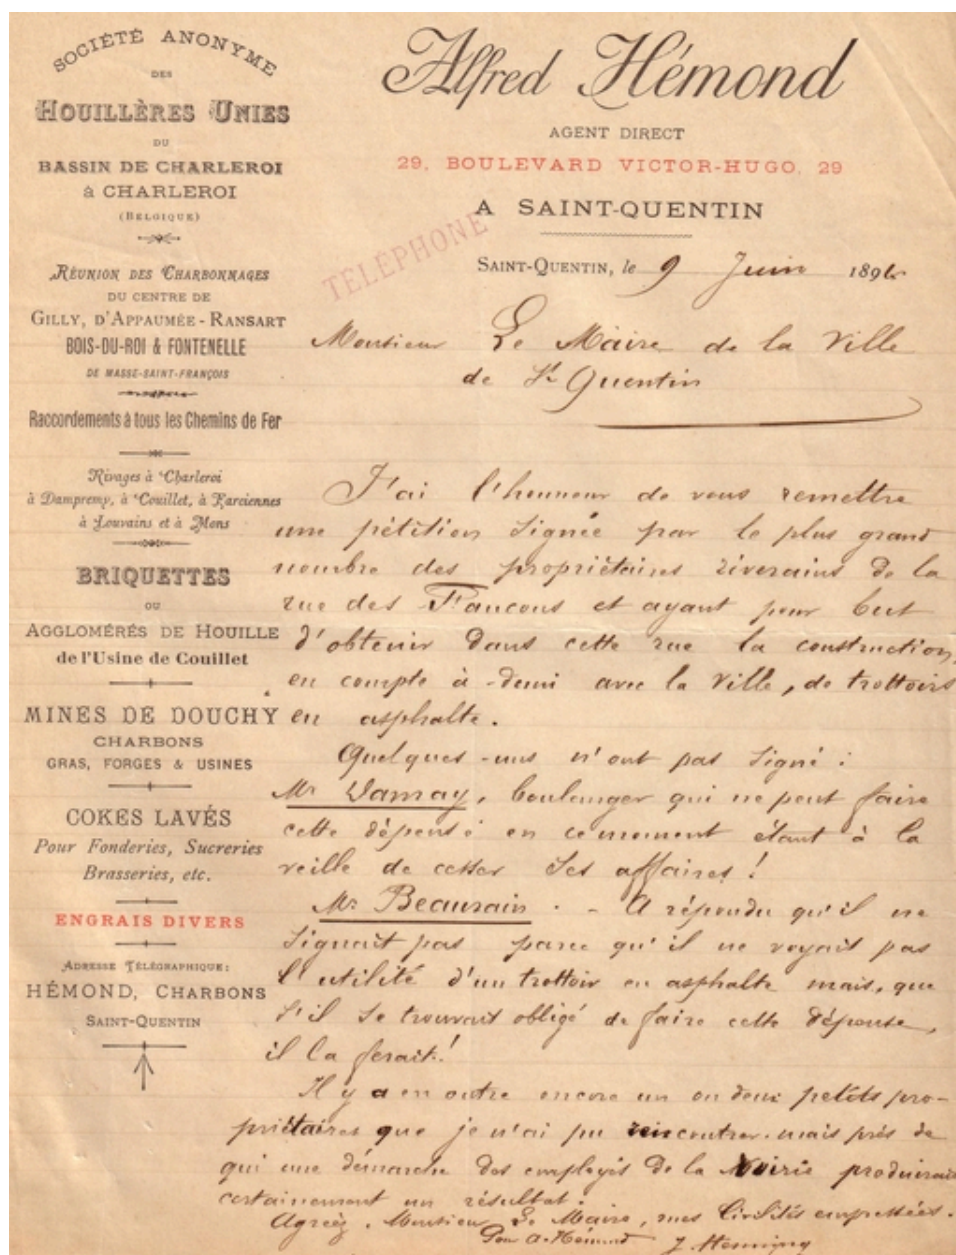 SOCIÉTÉ ANONYME
DES
HOUILLÈRES UNIES
DU
BASSIN DE CHARLEROI
à CHARLEROI
(BELGIQUE)
RÉUNION DES CHARBONNAGES
DU CENTRE DE
GILLY, D'APPAUMÉE - RANSART
BOIS-DU-ROI & FONTENELLE
DE MASSE-SAINT-FRANÇOIS
Raccordements à tous les Chemins de Fer
Rivages à Charleroi
à Dampremy, à Couillet, à Farciennes
à Louvains et à Mons
BRIQUETTES
OU
AGGLOMÉRÉS DE HOUILLE
de l'Usine de Couillet
MINES DE DOUCHY
CHARBONS
GRAS, FORGES & USINES
COKES LAVÉS
Pour Fonderies, Sucreries
Brasseries, etc.
ENGRAIS DIVERS
ADRESSE TÉLÉGRAPHIQUE:
HÉMOND, CHARBONS
SAINT-QUENTIN
Alfred Hémond
AGENT DIRECT
29, BOULEVARD VICTOR-HUGO, 29
A SAINT-QUENTIN
TÉLÉPHONE
SAINT-QUENTIN, le 9 Juin
Monsieur Le Maire de la Ville
de St Quentin
J'ai l'honneur de vous remettre
une pétition signée par le plus grand
nombre des propriétaires riverains de la
rue des Faucons et ayant pour but
d'obtenir dans cette rue la construction,
en compte à-demi avec la Ville, de trottoirs
en asphalte.
Quelques-uns n'ont pas signé:
Mr Damay, boulanger qui ne peut faire
cette dépense en ce moment étant à la
veille de cesser ses affaires!
Mr Beaurain. - A répondu qu'il ne
signait pas parce qu'il ne voyait pas
l'utilité d'un trottoir en asphalte mais, que
s'il se trouvait obligé de faire cette dépense,
il la ferait!
Il y a en outre encore un ou deux petits pro-
priétaires que je n'ai pu rencontrer, mais près de
qui une démarche des employés de la Voirie produirait
certainement un résultat.
Agréez, Monsieur Le Maire, mes Civilités empressées.
Pour A. Hémond